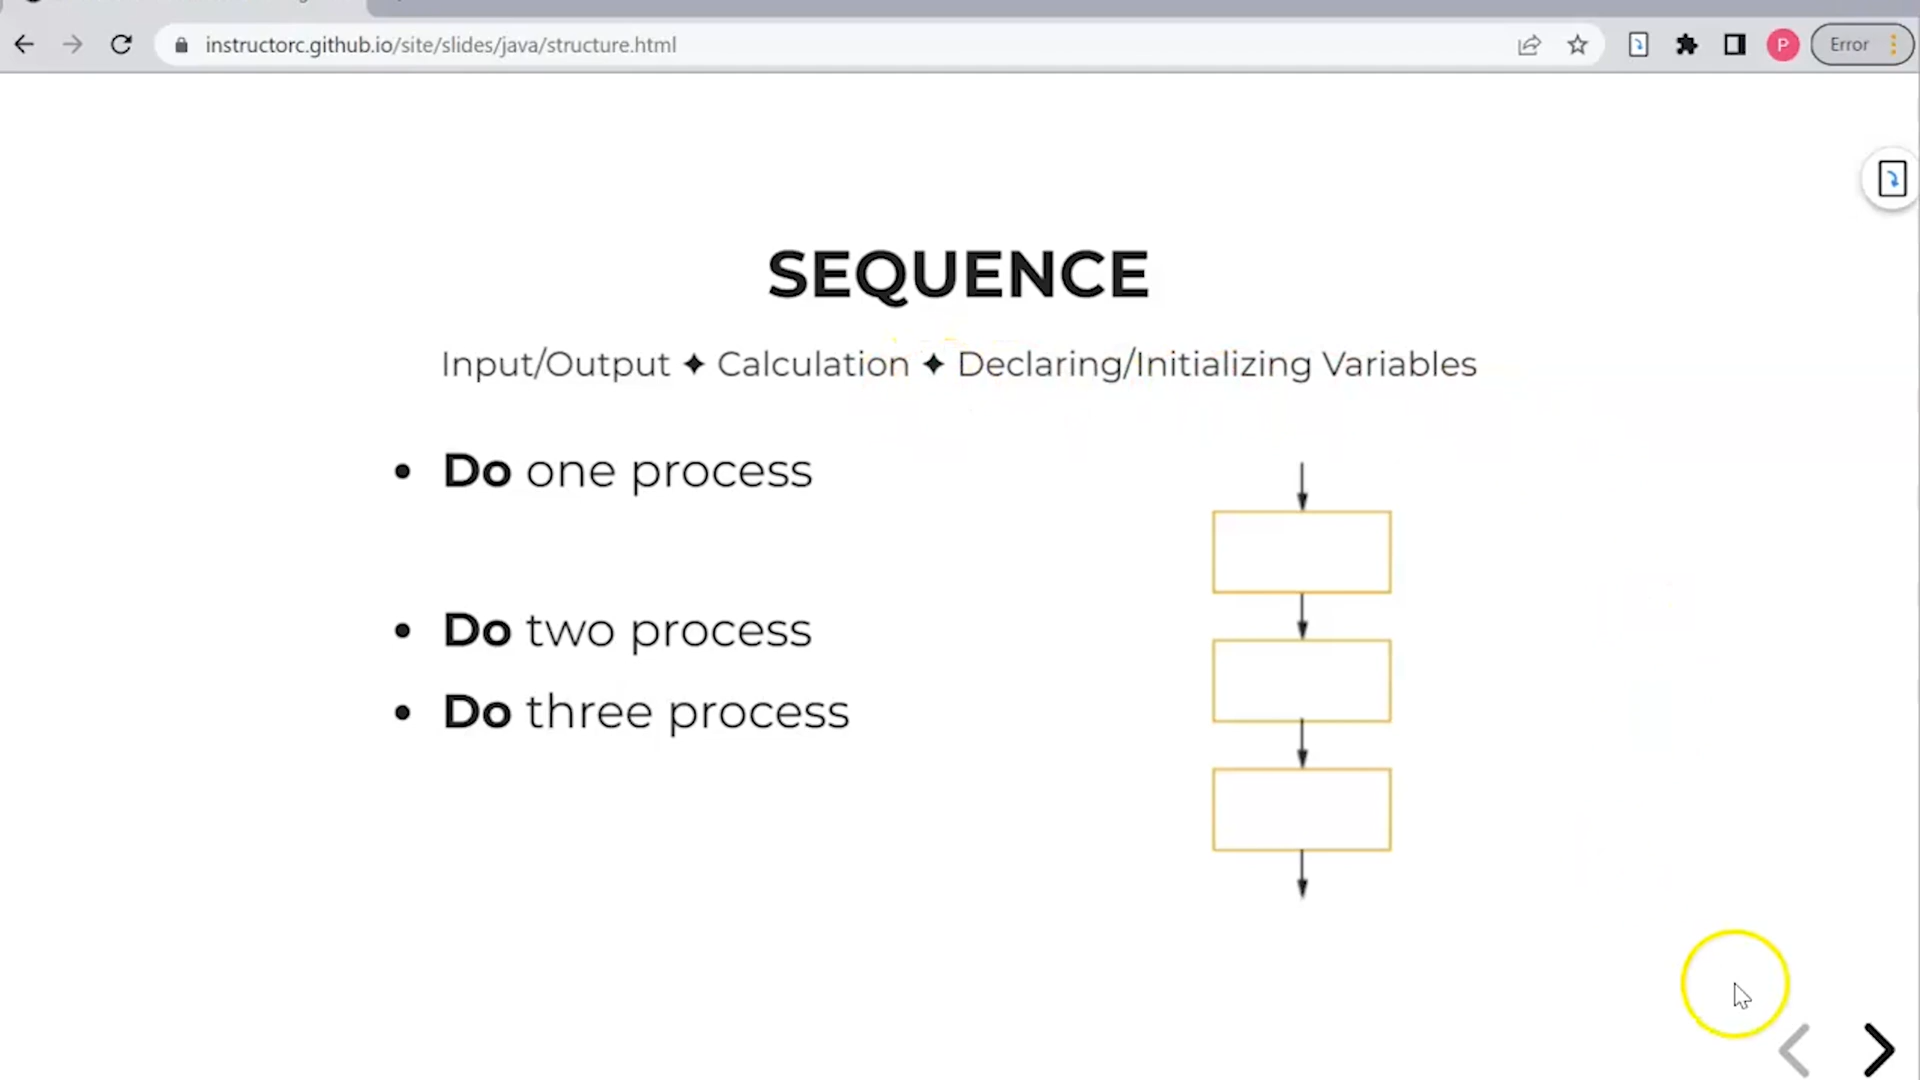 instructorc.github.io/site/slides/java/structure.html
P
Error
SEQUENCE
Input/Output ✦ Calculation ✦ Declaring/Initializing Variables
• Do one process
• Do two process
• Do three process